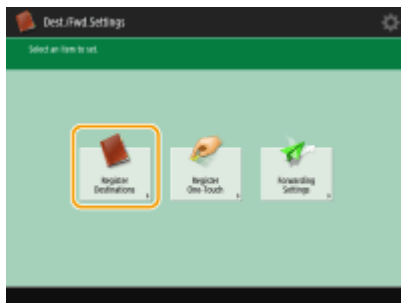 Dest./Fwd.Settings
Select an item to set.
Register
Destinations
Register
One-Touch
Forwarding
Settings